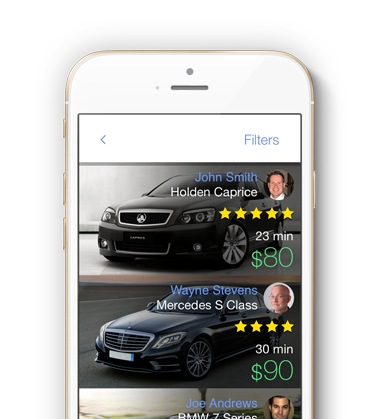 Filters
John Smith
Holden Caprice
CAPRICE
23 min
$80
Wayne Stevens
Mercedes S Class
30 min
$90
Joe Andrews
BMW 7 Series